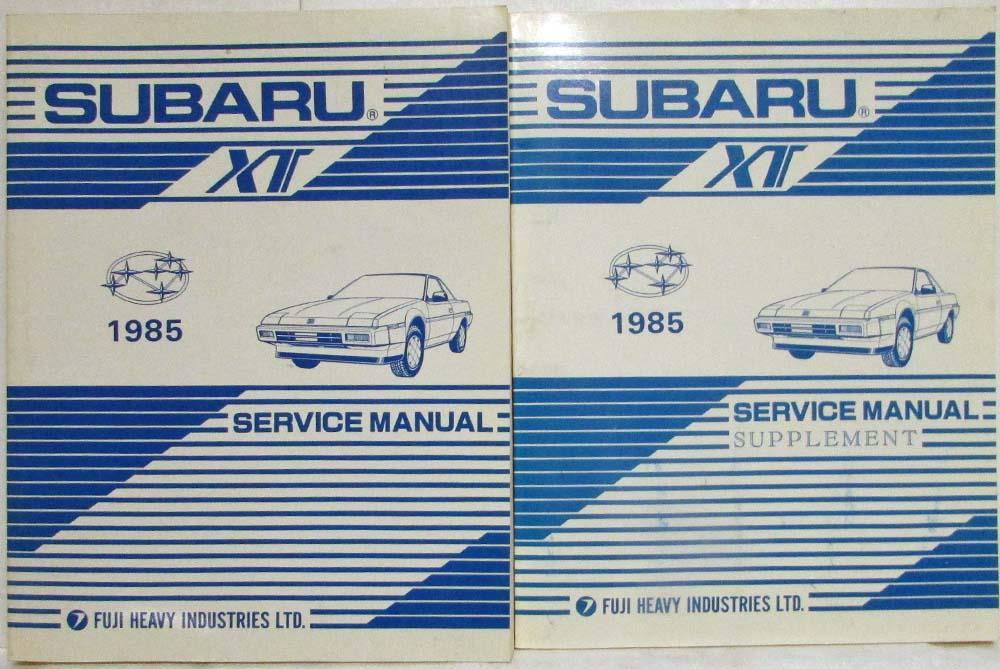 SUBARU®
XT
1985
SERVICE MANUAL
FUJI HEAVY INDUSTRIES LTD.
SUBARU®
XT
1985
SERVICE MANUAL
SUPPLEMENT
FUJI HEAVY INDUSTRIES LTD.